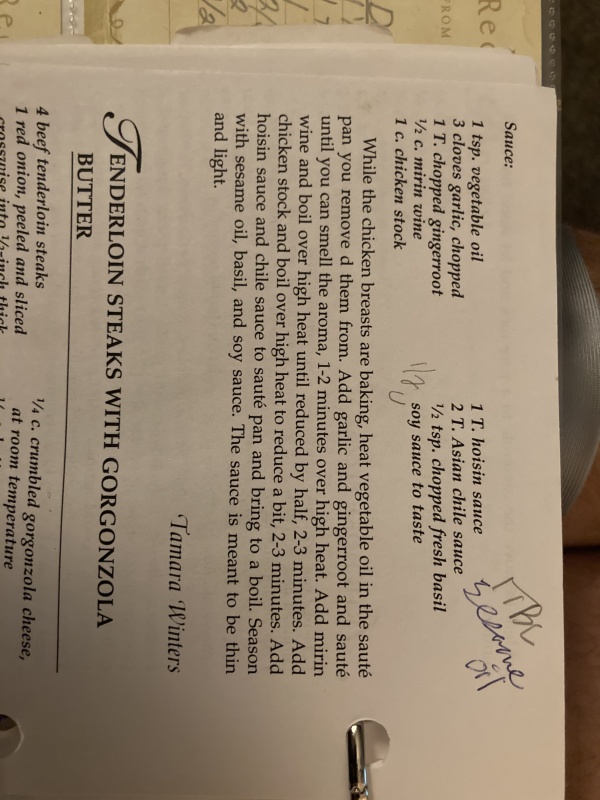 Sauce:
1 tsp. vegetable oil
3 cloves garlic, chopped
1 T. chopped gingerroot
½ c. mirin wine
1 c. chicken stock
1 T. hoisin sauce
2 T. Asian chile sauce
½ tsp. chopped fresh basil
soy sauce to taste
1/2 c
sesame
oil
While the chicken breasts are baking, heat vegetable oil in the sauté
pan you remove d them from. Add garlic and gingerroot and sauté
until you can smell the aroma, 1-2 minutes over high heat. Add mirin
wine and boil over high heat until reduced by half, 2-3 minutes. Add
chicken stock and boil over high heat to reduce a bit, 2-3 minutes. Add
hoisin sauce and chile sauce to sauté pan and bring to a boil. Season
with sesame oil, basil, and soy sauce. The sauce is meant to be thin
and light.
Tamara Winters
TENDERLOIN STEAKS WITH GORGONZOLA
BUTTER
4 beef tenderloin steaks
1 red onion, peeled and sliced
crosswise into ½-inch thick
¼ c. crumbled gorgonzola cheese,
at room temperature
FROM